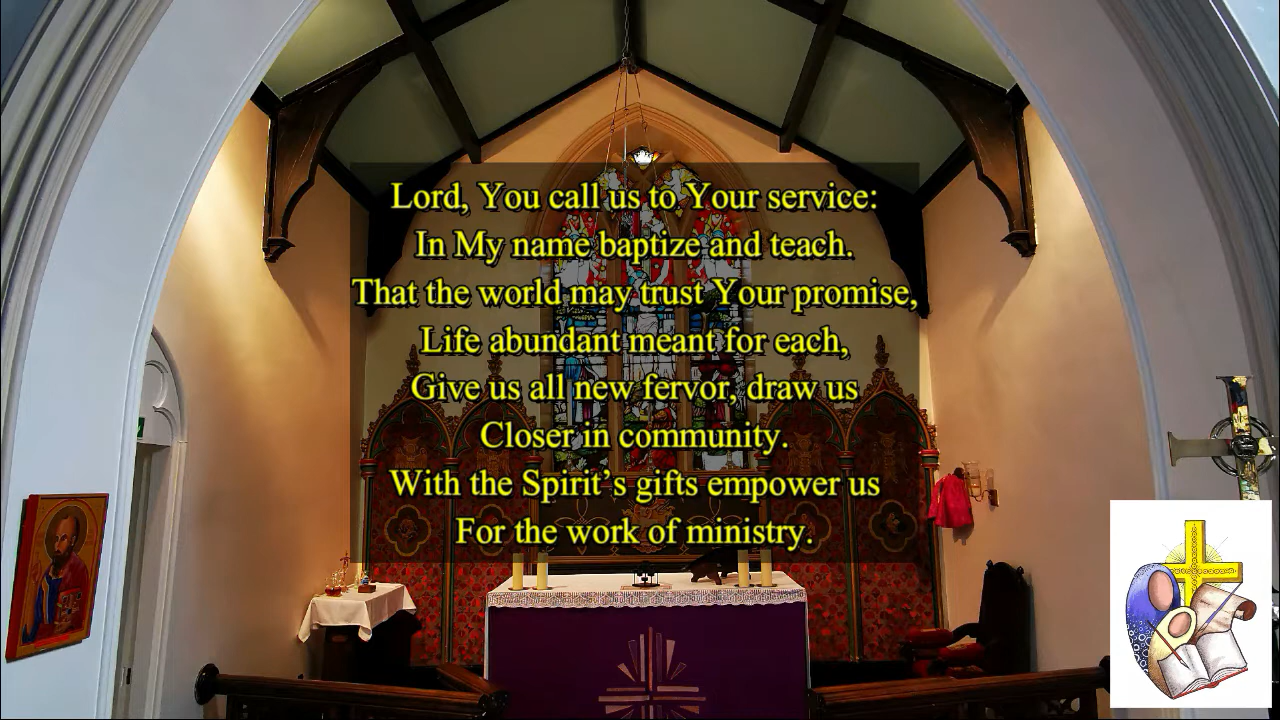 Lord, You call us to Your service:
In My name baptize and teach.
That the world may trust Your promise,
Life abundant meant for each,
Give us all new fervor, draw us
Closer in community.
With the Spirit’s gifts empower us
For the work of ministry.